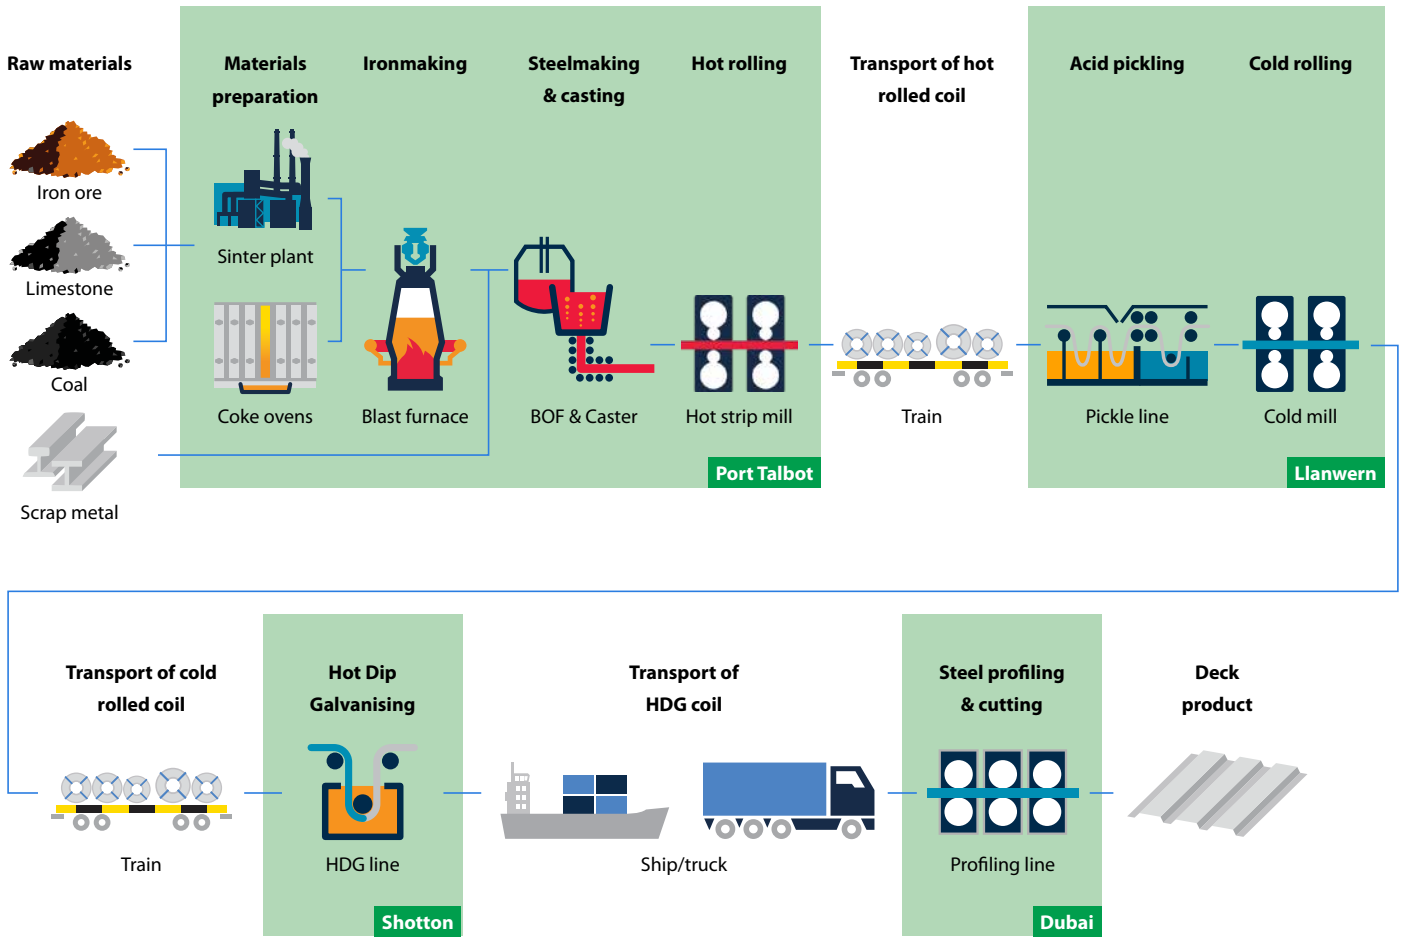 Raw materials
Materials
preparation
Ironmaking
Steelmaking
& casting
Hot rolling
Transport of hot
rolled coil
Acid pickling
Cold rolling
Iron ore
Limestone
Coal
Scrap metal
Sinter plant
Coke ovens
Blast furnace
BOF & Caster
Hot strip mill
Train
Pickle line
Cold mill
Port Talbot
Llanwern
Transport of cold
rolled coil
Hot Dip
Galvanising
Transport of
HDG coil
Steel profiling
& cutting
Deck
product
Train
HDG line
Ship/truck
Profiling line
Shotton
Dubai